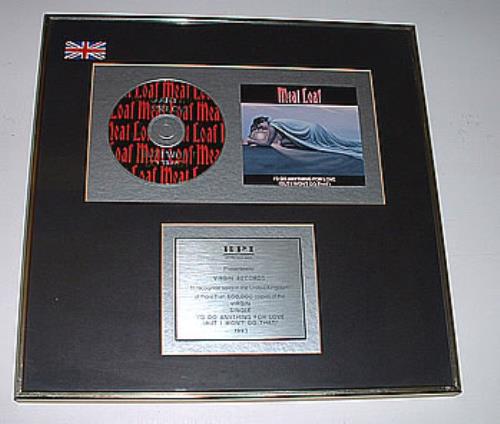 Meat Loaf
Meat Loaf
Meat Loaf
I'D DO ANYTHING FOR LOVE
(BUT I WON'T DO THAT)
BPI
Presented to
VIRGIN RECORDS
to recognise sales in the United Kingdom
of more than 600,000 copies of the
VIRGIN
SINGLE
"I'D DO ANYTHING FOR LOVE
(BUT I WON'T DO THAT)"
1993